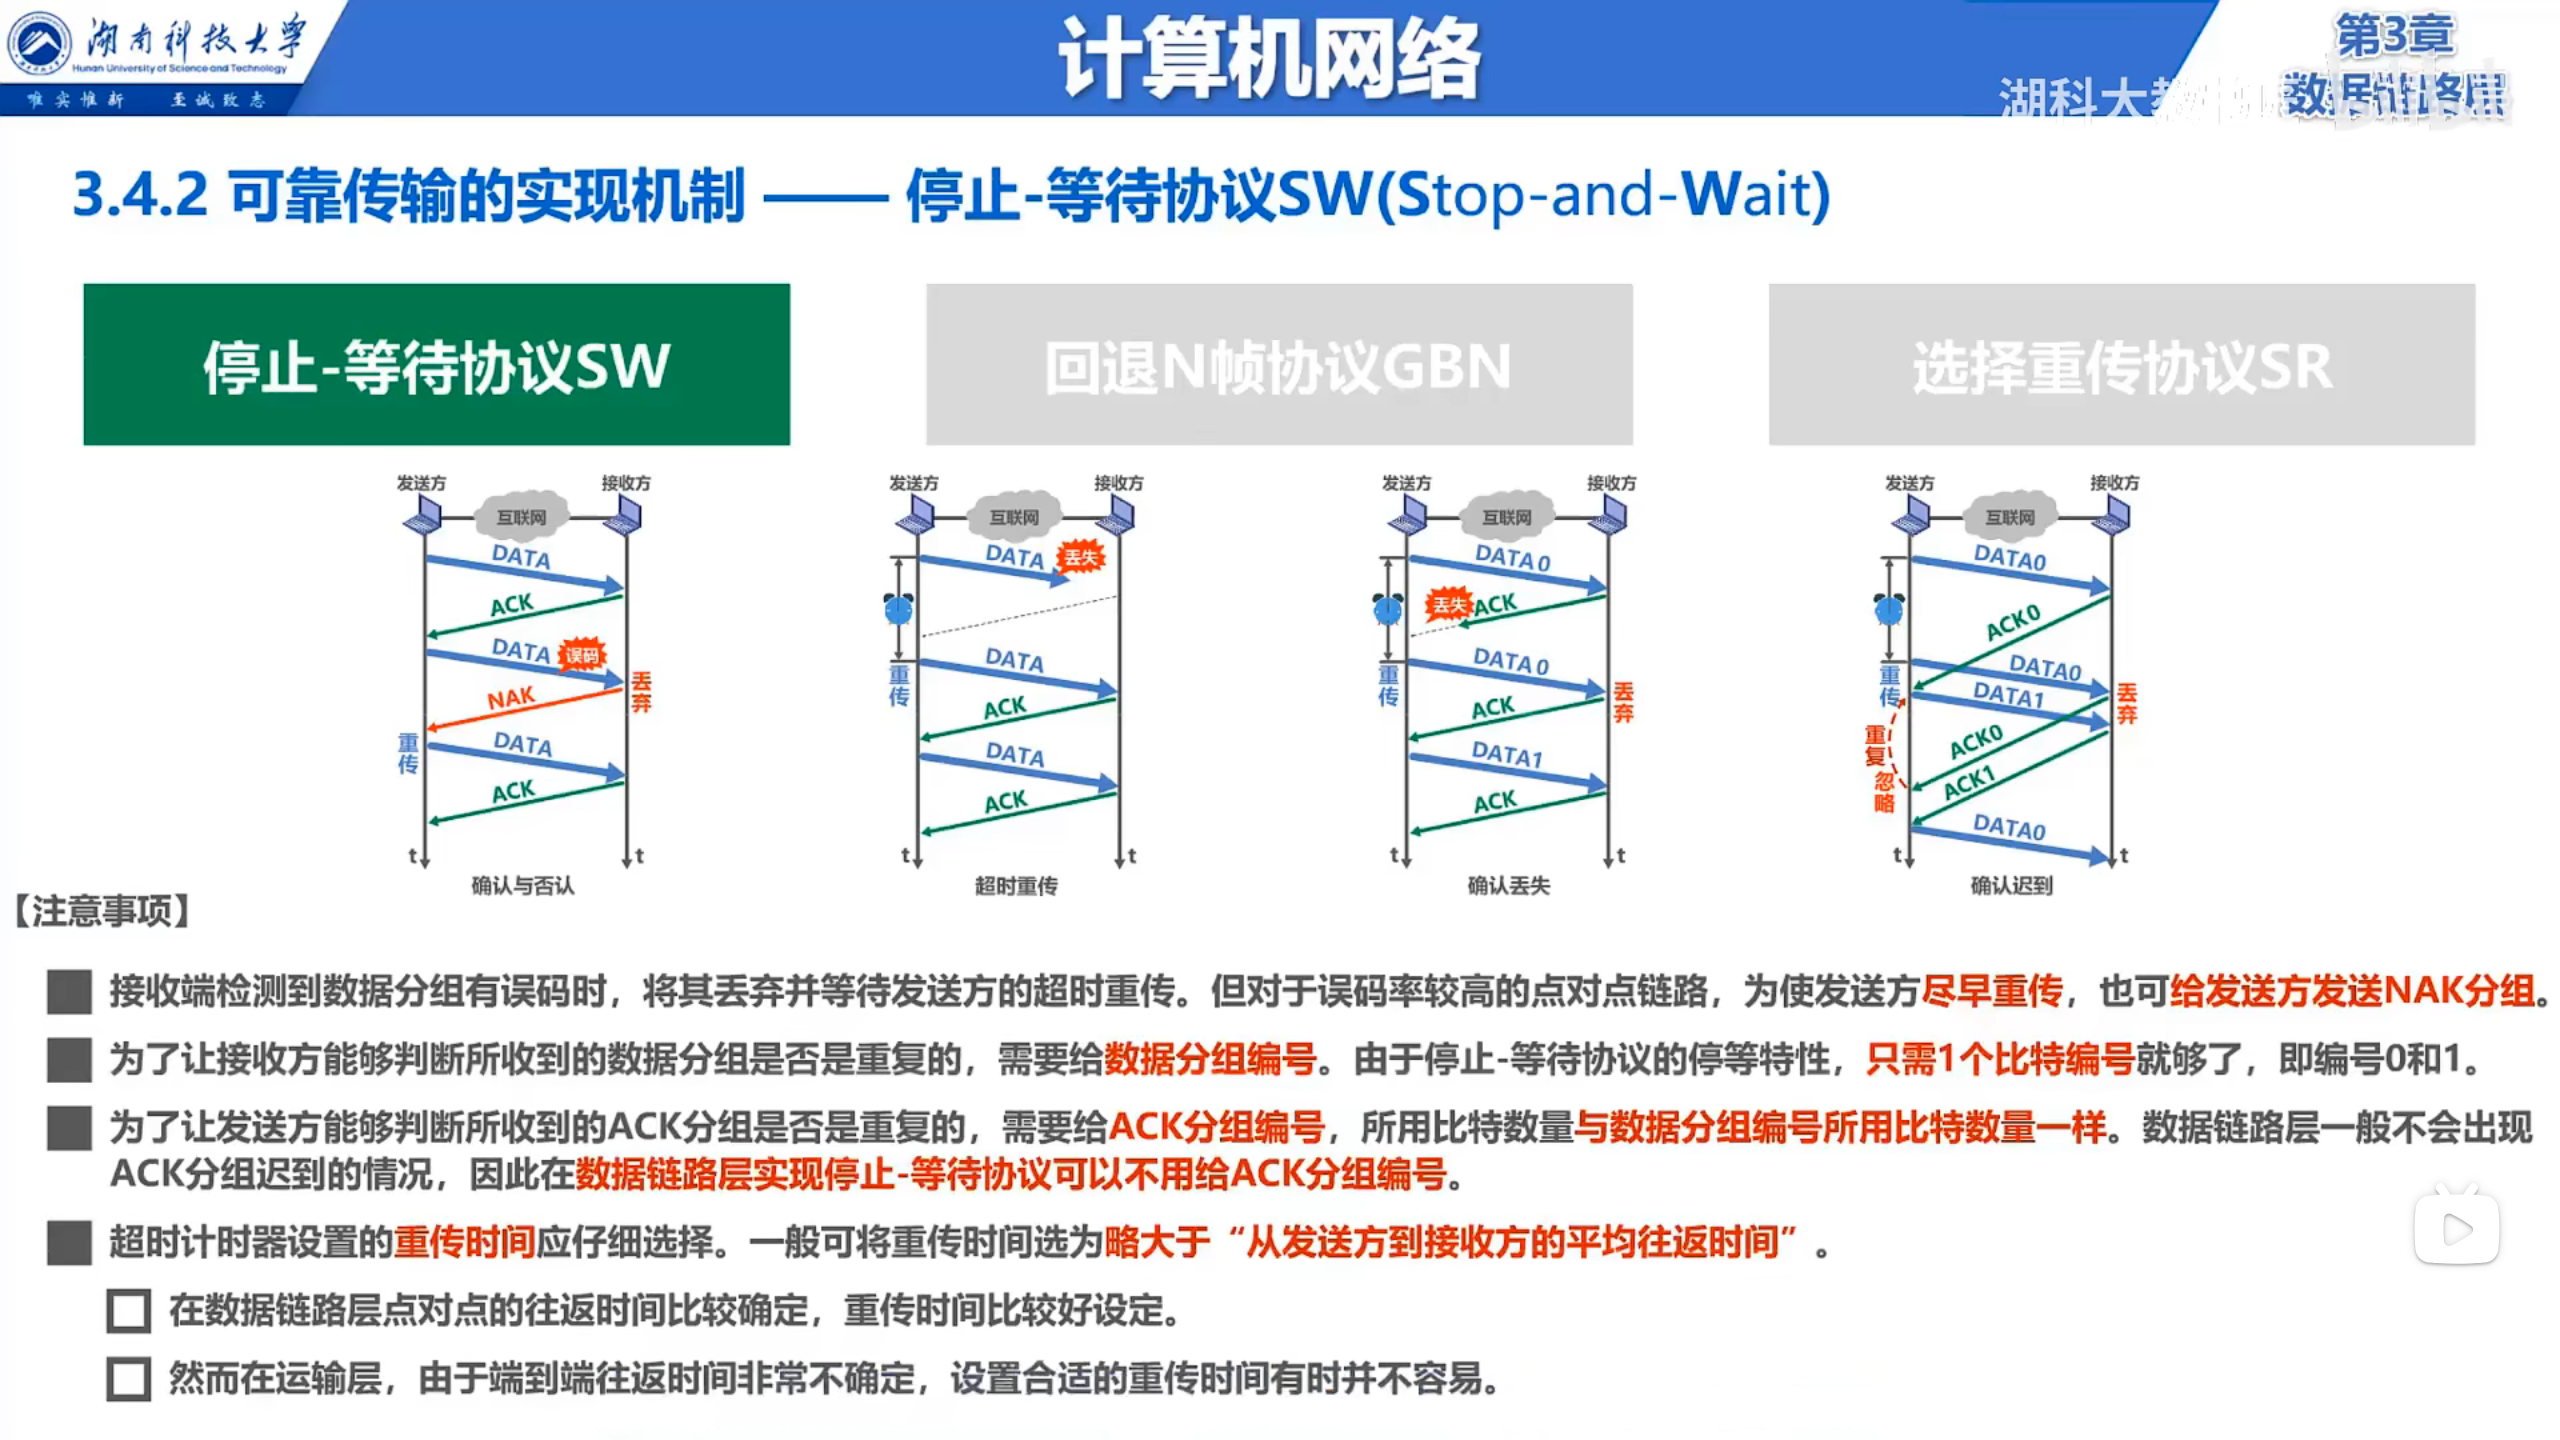 湖南科技大学
Hunan University of Science and Technology
唯实惟新 至诚致志
计算机网络
第3章
数据链路层
湖科大教
3.4.2 可靠传输的实现机制 —— 停止-等待协议SW(Stop-and-Wait)
停止-等待协议SW
回退N帧协议GBN
选择重传协议SR
发送方
接收方
互联网
DATA
ACK
DATA
误码
丢弃
NAK
重传
DATA
ACK
t
t
确认与否认
发送方
接收方
互联网
DATA
丢失
重传
DATA
ACK
DATA
ACK
t
t
超时重传
发送方
接收方
互联网
DATA 0
丢失
ACK
重传
DATA 0
丢弃
ACK
DATA1
ACK
t
t
确认丢失
发送方
接收方
互联网
DATA0
ACK0
重传
DATA0
DATA1
丢弃
重复
忽略
ACK0
ACK1
DATA0
t
t
确认迟到
【注意事项】
接收端检测到数据分组有误码时，将其丢弃并等待发送方的超时重传。但对于误码率较高的点对点链路，为使发送方尽早重传，也可给发送方发送NAK分组。
为了让接收方能够判断所收到的数据分组是否是重复的，需要给数据分组编号。由于停止-等待协议的停等特性，只需1个比特编号就够了，即编号0和1。
为了让发送方能够判断所收到的ACK分组是否是重复的，需要给ACK分组编号，所用比特数量与数据分组编号所用比特数量一样。数据链路层一般不会出现
ACK分组迟到的情况，因此在数据链路层实现停止-等待协议可以不用给ACK分组编号。
超时计时器设置的重传时间应仔细选择。一般可将重传时间选为略大于“从发送方到接收方的平均往返时间”。
在数据链路层点对点的往返时间比较确定，重传时间比较好设定。
然而在运输层，由于端到端往返时间非常不确定，设置合适的重传时间有时并不容易。